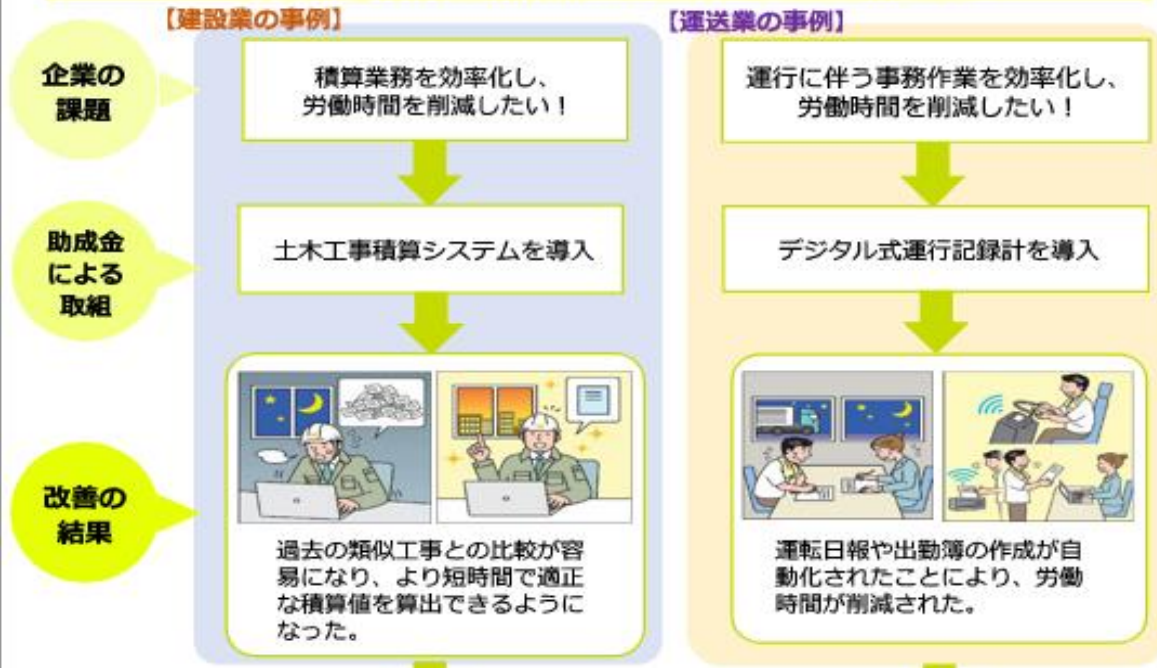 【建設業の事例】
【運送業の事例】
企業の
課題
積算業務を効率化し、
労働時間を削減したい!
運行に伴う事務作業を効率化し、
労働時間を削減したい!
助成金
による
取組
土木工事積算システムを導入
デジタル式運行記録計を導入
改善の
結果
過去の類似工事との比較が容
易になり、より短時間で適正
な積算値を算出できるように
なった。
運転日報や出勤簿の作成が自
動化されたことにより、労働
時間が削減された。